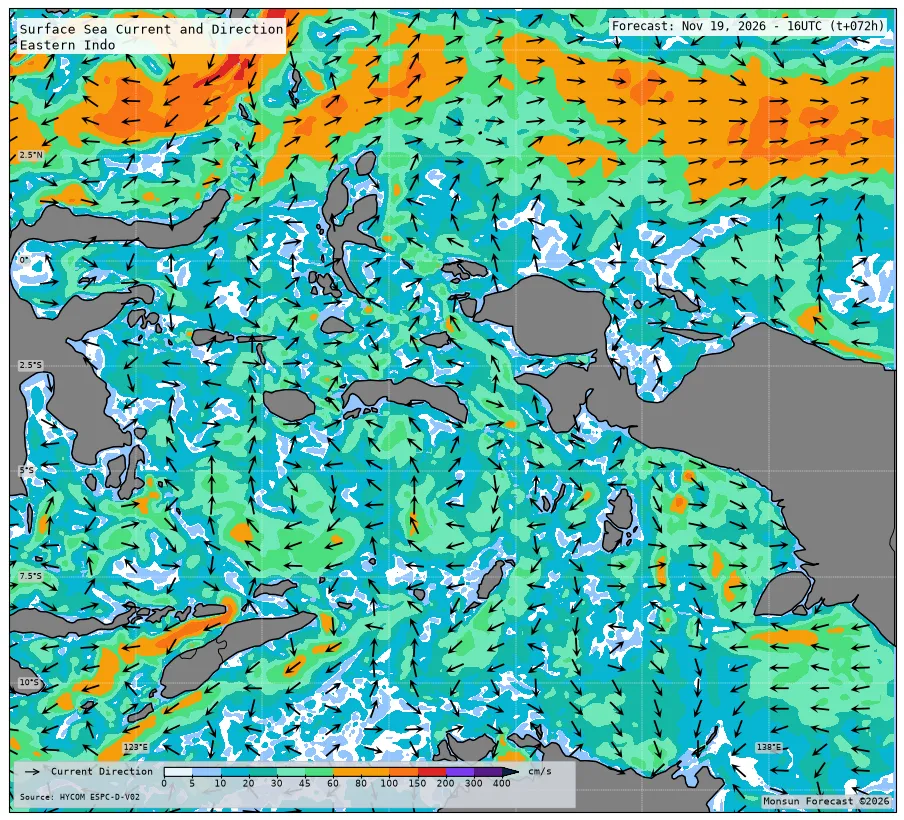 Surface Sea Current and Direction
Eastern Indo
Forecast: Nov 19, 2026 - 16UTC (t+072h)
2.5°N
0°
2.5°S
5°S
7.5°S
10°S
123°E
138°E
Current Direction
0 5 10 20 30 45 60 80 100 150 200 300 400
cm/s
Source: HYCOM ESPC-D-V02
Monsun Forecast ©2026